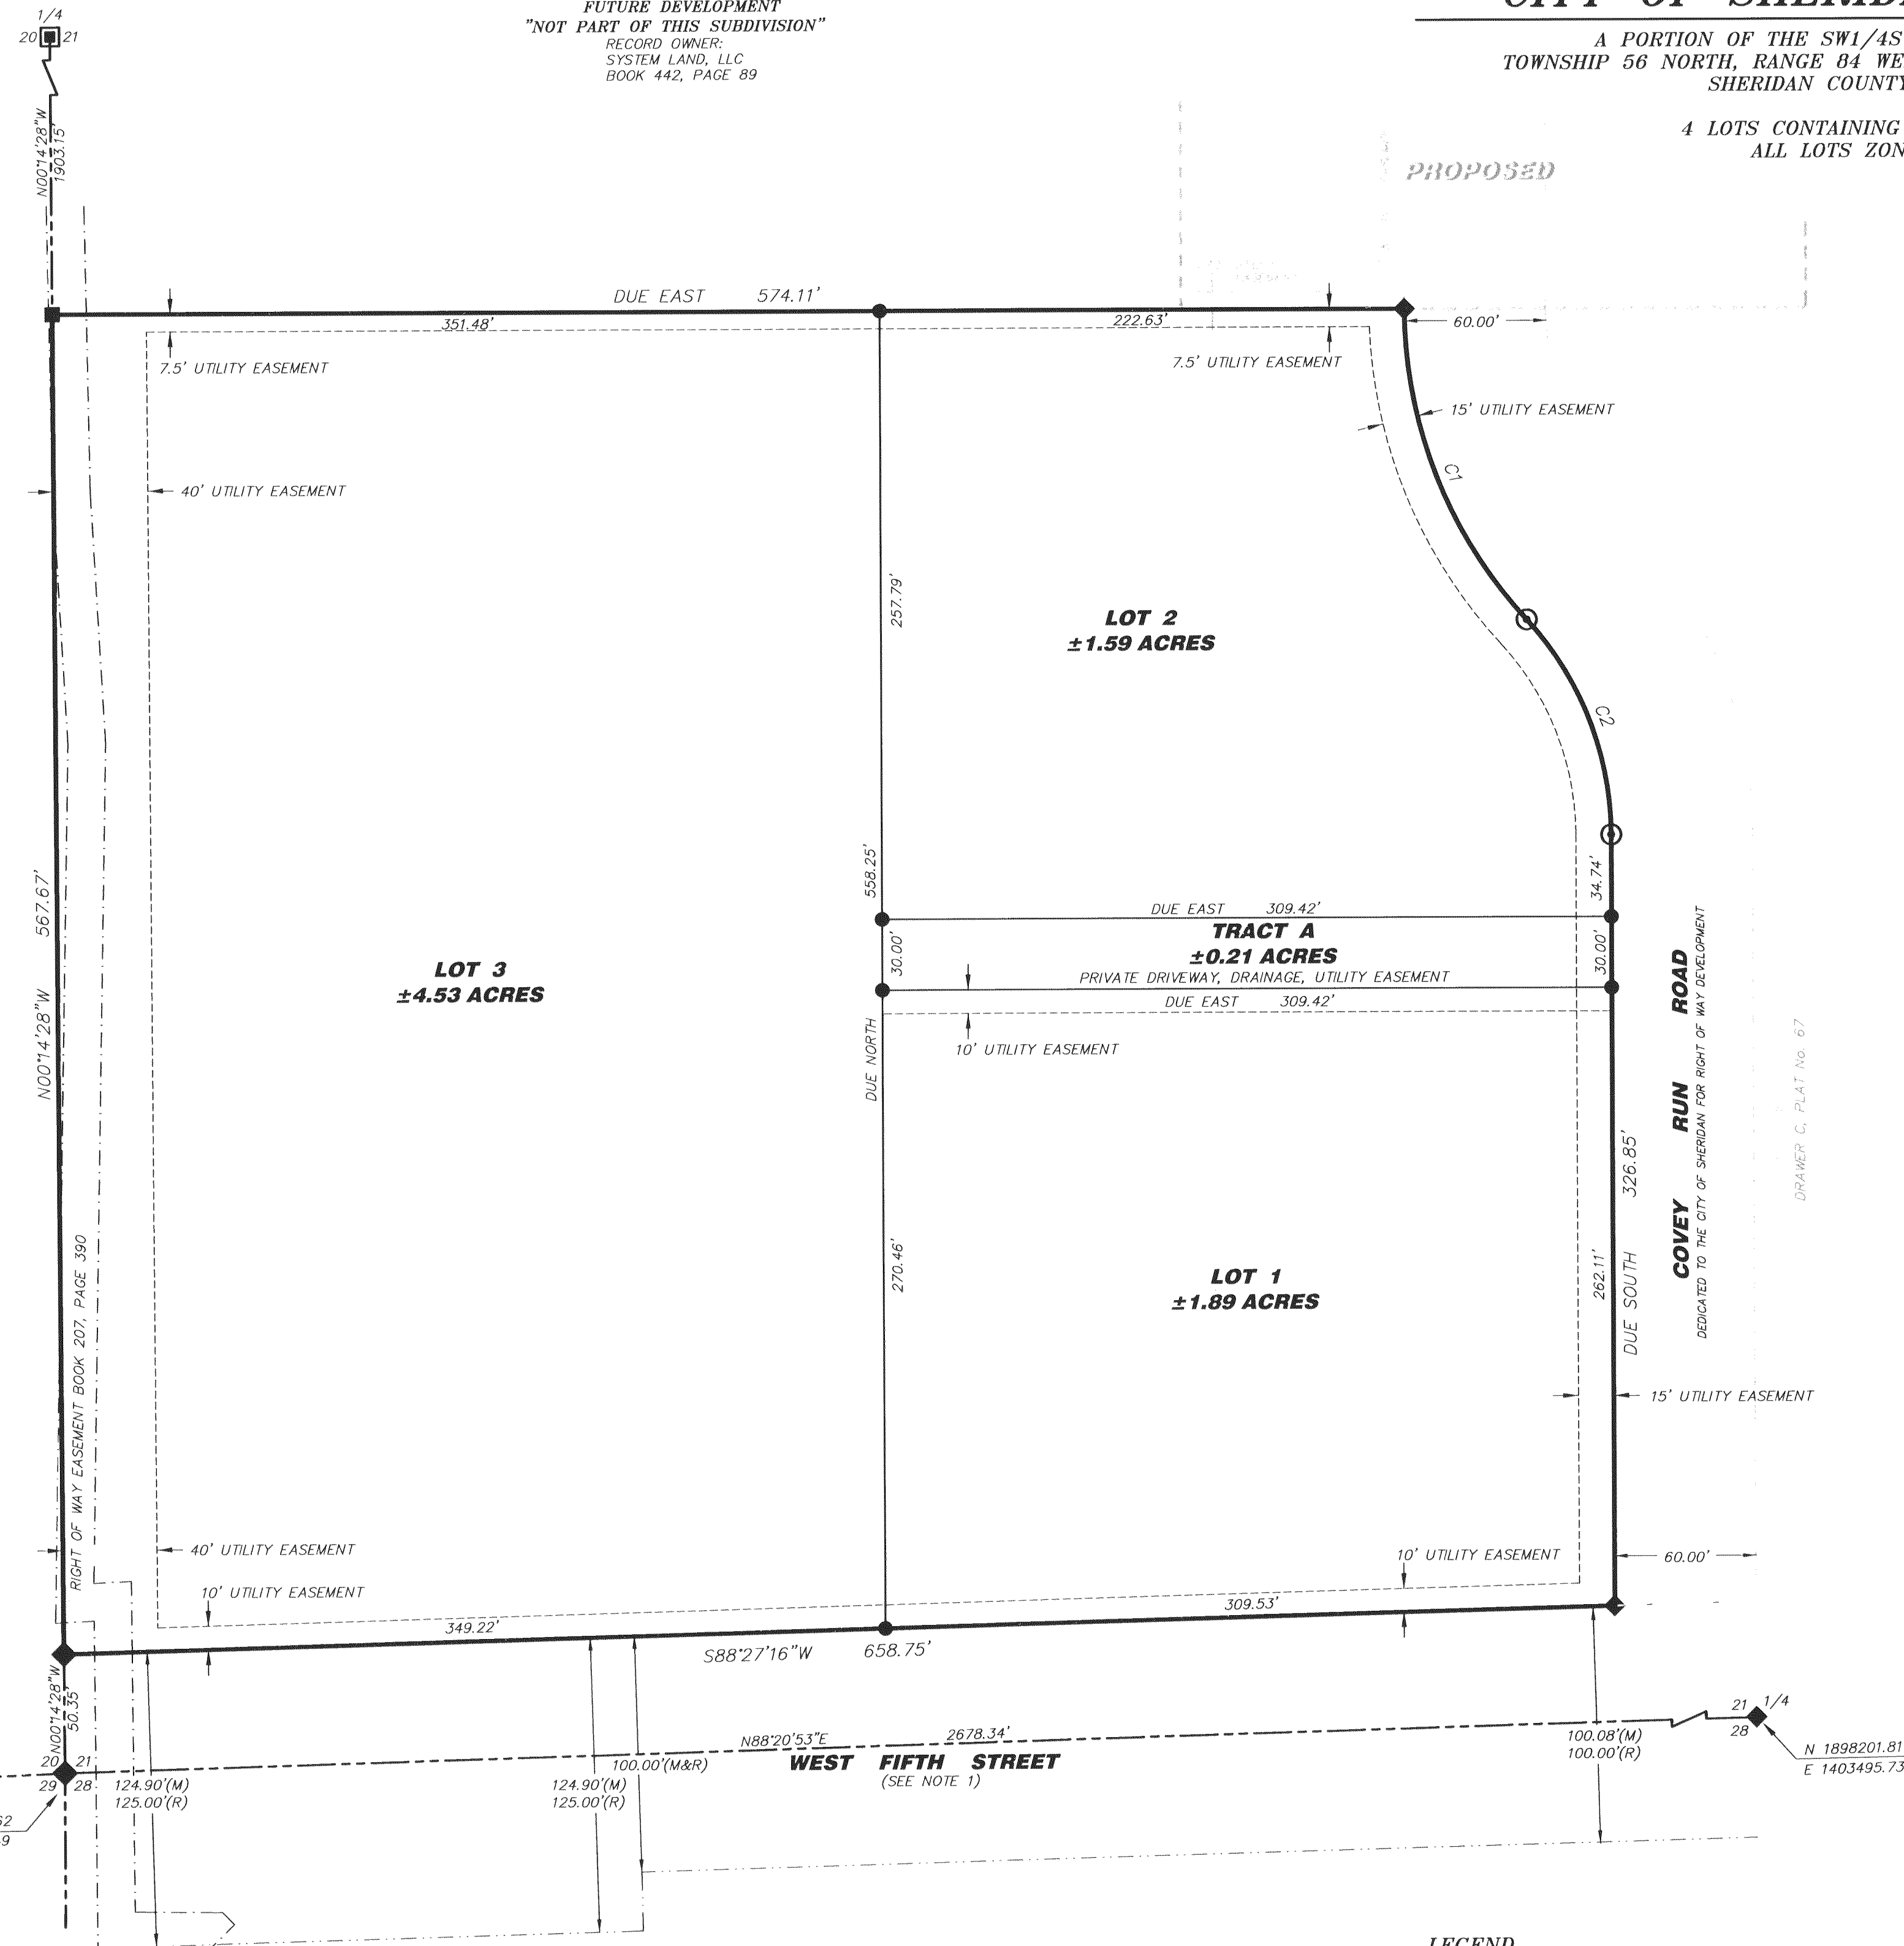 FUTURE DEVELOPMENT
"NOT PART OF THIS SUBDIVISION"
RECORD OWNER:
SYSTEM LAND, LLC
BOOK 442, PAGE 89
A PORTION OF THE SW1/4S
TOWNSHIP 56 NORTH, RANGE 84 WE
SHERIDAN COUNTY
4 LOTS CONTAINING
ALL LOTS ZON
1/4
20 21
N00°14'28"W
1903.15'
PROPOSED
DUE EAST 574.11'
351.48'
222.63'
60.00'
7.5' UTILITY EASEMENT
7.5' UTILITY EASEMENT
15' UTILITY EASEMENT
C1
40' UTILITY EASEMENT
257.79'
LOT 2
±1.59 ACRES
C2
558.25'
34.74'
DUE EAST 309.42'
TRACT A
±0.21 ACRES
30.00'
30.00'
PRIVATE DRIVEWAY, DRAINAGE, UTILITY EASEMENT
DUE EAST 309.42'
10' UTILITY EASEMENT
LOT 3
±4.53 ACRES
N00°14'28"W 567.67'
DUE NORTH
COVEY RUN ROAD
DEDICATED TO THE CITY OF SHERIDAN FOR RIGHT OF WAY DEVELOPMENT
DRAWER C, PLAT No. 67
DUE SOUTH 326.85'
262.11'
270.46'
LOT 1
±1.89 ACRES
RIGHT OF WAY EASEMENT BOOK 207, PAGE 390
15' UTILITY EASEMENT
40' UTILITY EASEMENT
10' UTILITY EASEMENT
10' UTILITY EASEMENT
60.00'
349.22'
309.53'
S88°27'16"W 658.75'
N00°14'28"W
50.35'
N88°20'53"E 2678.34'
WEST FIFTH STREET
(SEE NOTE 1)
20 21
29 28
124.90'(M)
125.00'(R)
124.90'(M)
125.00'(R)
100.00'(M&R)
100.08'(M)
100.00'(R)
21 1/4
28
N 1898201.81
E 1403495.73
62
9
LEGEND